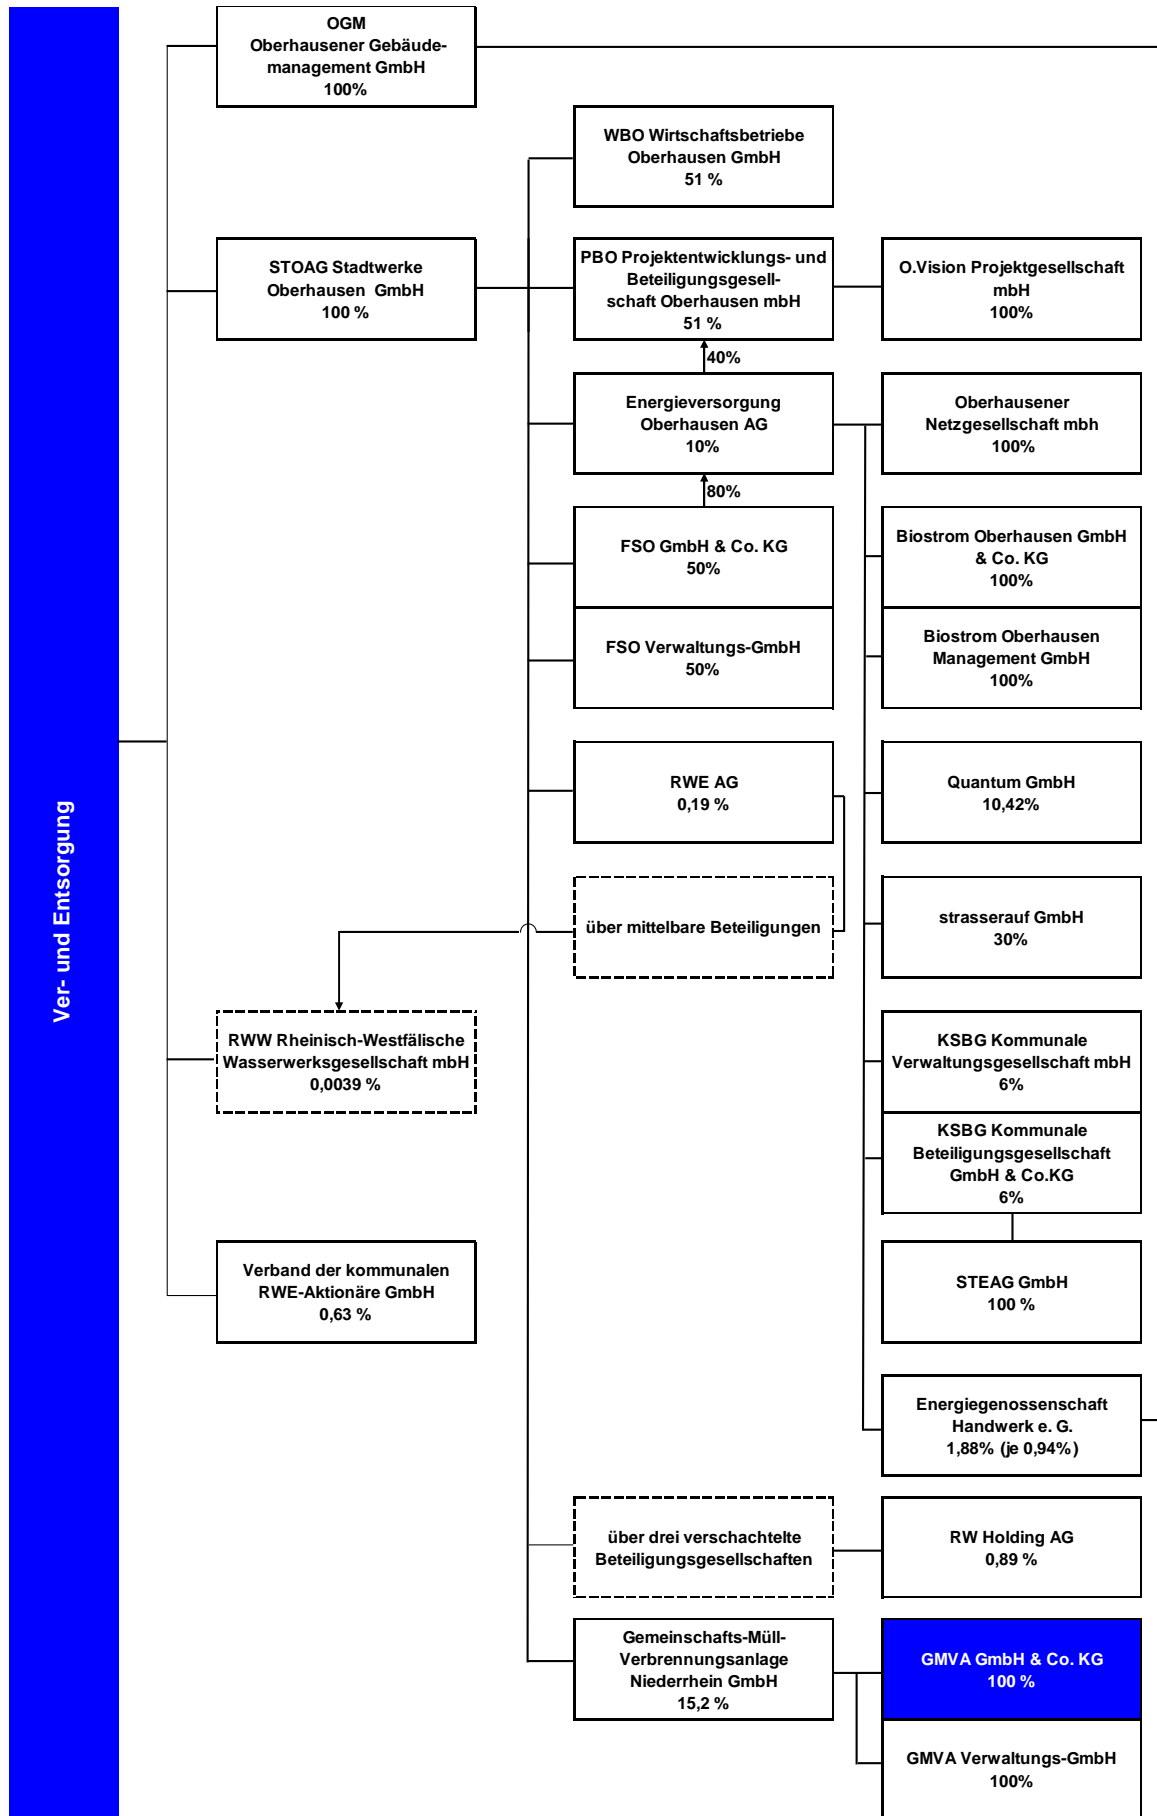 Ver- und Entsorgung
OGM
Oberhausener Gebäude-
management GmbH
100%
WBO Wirtschaftsbetriebe
Oberhausen GmbH
51 %
STOAG Stadtwerke
Oberhausen GmbH
100 %
PBO Projektentwicklungs- und
Beteiligungsgesell-
schaft Oberhausen mbH
51 %
O.Vision Projektgesellschaft
mbH
100%
40%
Energieversorgung
Oberhausen AG
10%
Oberhausener
Netzgesellschaft mbh
100%
80%
FSO GmbH & Co. KG
50%
Biostrom Oberhausen GmbH
& Co. KG
100%
FSO Verwaltungs-GmbH
50%
Biostrom Oberhausen
Management GmbH
100%
RWE AG
0,19 %
Quantum GmbH
10,42%
über mittelbare Beteiligungen
strasserauf GmbH
30%
RWW Rheinisch-Westfälische
Wasserwerksgesellschaft mbH
0,0039 %
KSBG Kommunale
Verwaltungsgesellschaft mbH
6%
KSBG Kommunale
Beteiligungsgesellschaft
GmbH & Co.KG
6%
Verband der kommunalen
RWE-Aktionäre GmbH
0,63 %
STEAG GmbH
100 %
Energiegenossenschaft
Handwerk e. G.
1,88% (je 0,94%)
über drei verschachtelte
Beteiligungsgesellschaften
RW Holding AG
0,89 %
Gemeinschafts-Müll-
Verbrennungsanlage
Niederrhein GmbH
15,2 %
GMVA GmbH & Co. KG
100 %
GMVA Verwaltungs-GmbH
100%